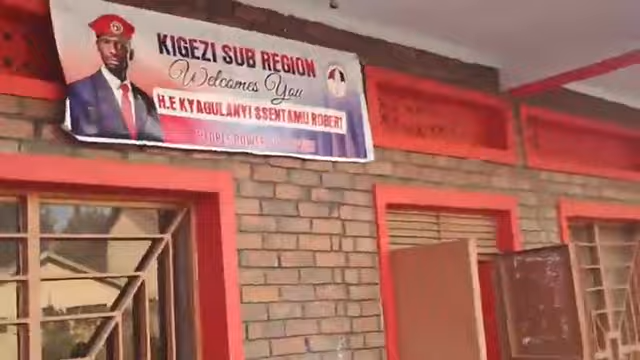 KIGEZI SUB REGION
Welcomes You
H.E KYAGULANYI SSENTAMU ROBERT
PEOPLE POWER